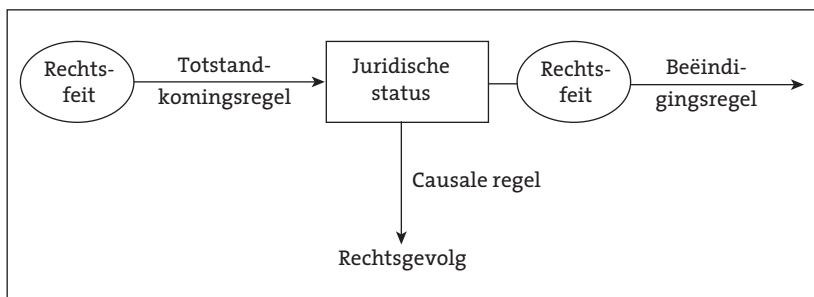 Rechts-
feit
Totstand-
komingsregel
Juridische
status
Rechts-
feit
Beëindi-
gingsregel
Causale regel
Rechtsgevolg